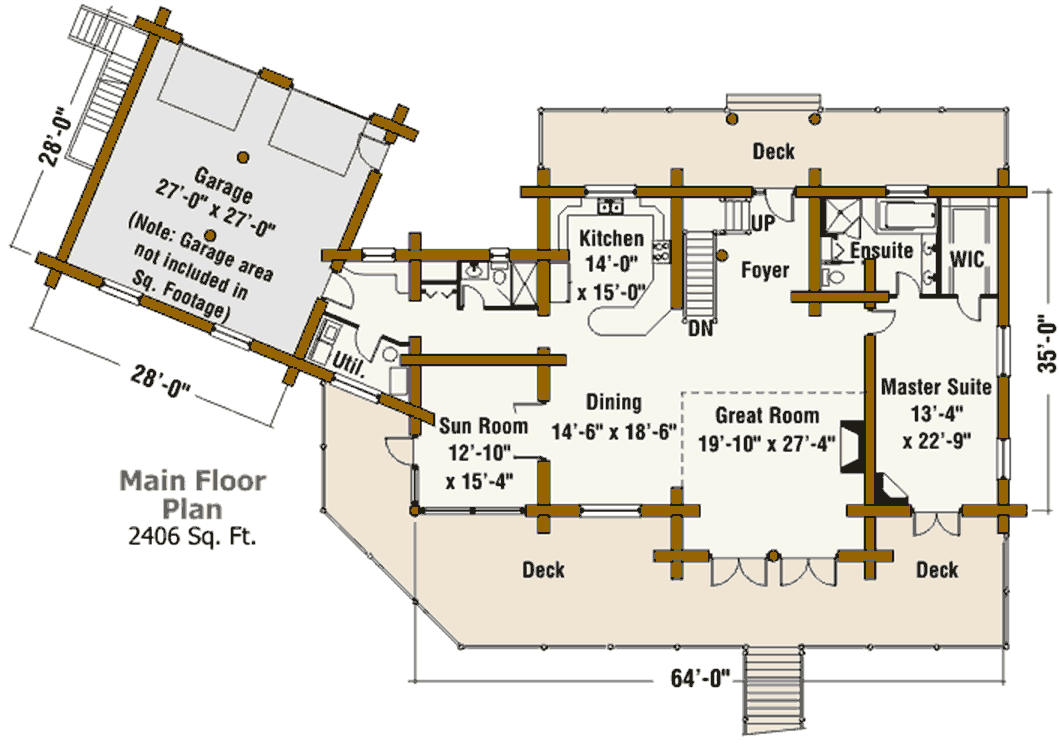 28'-0"
Garage
27'-0" x 27'-0"
(Note: Garage area
not included in
Sq. Footage)
28'-0"
Deck
UP
Kitchen
14'-0"
x 15'-0"
Foyer
Ensuite
WIC
DN
35'-0"
Util.
Sun Room
12'-10"
x 15'-4"
Dining
14'-6" x 18'-6"
Great Room
19'-10" x 27'-4"
Master Suite
13'-4"
x 22'-9"
Main Floor
Plan
2406 Sq. Ft.
Deck
Deck
64'-0"